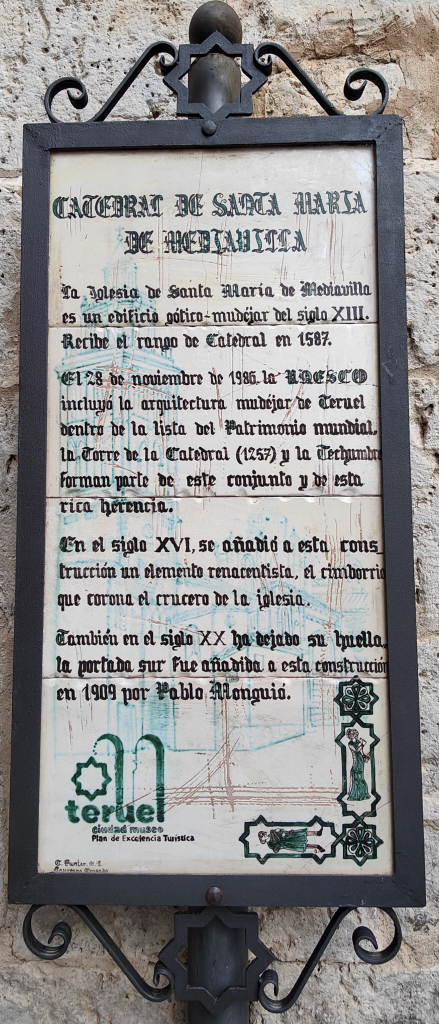 CATEDRAL DE SANTA MARIA
DE MEDIAVILLA
La Iglesia de Santa María de Mediavilla
es un edificio gótico-mudéjar del siglo XIII.
Recibe el rango de Catedral en 1587.
El 28 de noviembre de 1986, la UNESCO
incluyó la arquitectura mudéjar de Teruel
dentro de la lista del Patrimonio mundial,
la Torre de la Catedral (1257) y la Techumbre
forman parte de este conjunto y de esta
rica herencia.
En el siglo XVI, se añadió a esta cons_
trucción un elemento renacentista, el cimborrio
que corona el crucero de la iglesia.
También en el siglo XX ha dejado su huella,
la portada sur fue añadida a esta construcción
en 1909 por Pablo Monguió.
teruel
ciudad museo
Plan de Excelencia Turística